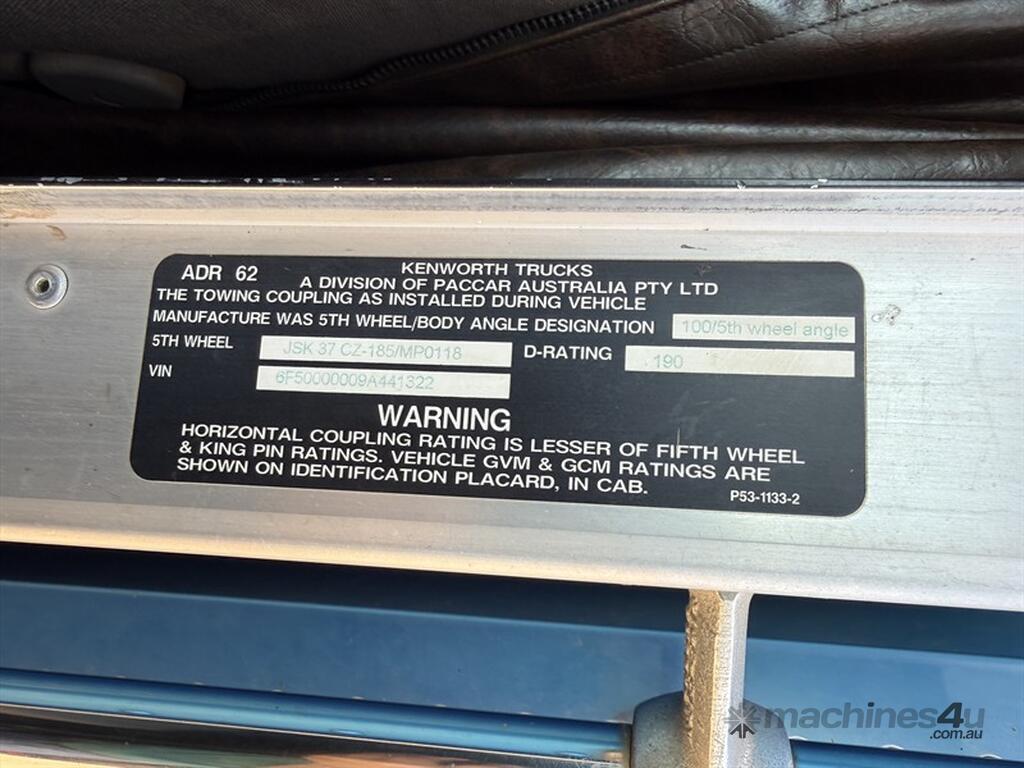 ADR 62
KENWORTH TRUCKS
A DIVISION OF PACCAR AUSTRALIA PTY LTD
THE TOWING COUPLING AS INSTALLED DURING VEHICLE
MANUFACTURE WAS 5TH WHEEL/BODY ANGLE DESIGNATION 100/5th wheel angle
5TH WHEEL JSK 37 CZ-185/MP0118 D-RATING 190
VIN 6F50000009A441322
WARNING
HORIZONTAL COUPLING RATING IS LESSER OF FIFTH WHEEL
& KING PIN RATINGS. VEHICLE GVM & GCM RATINGS ARE
SHOWN ON IDENTIFICATION PLACARD, IN CAB.
P53-1133-2
machines4u
.com.au